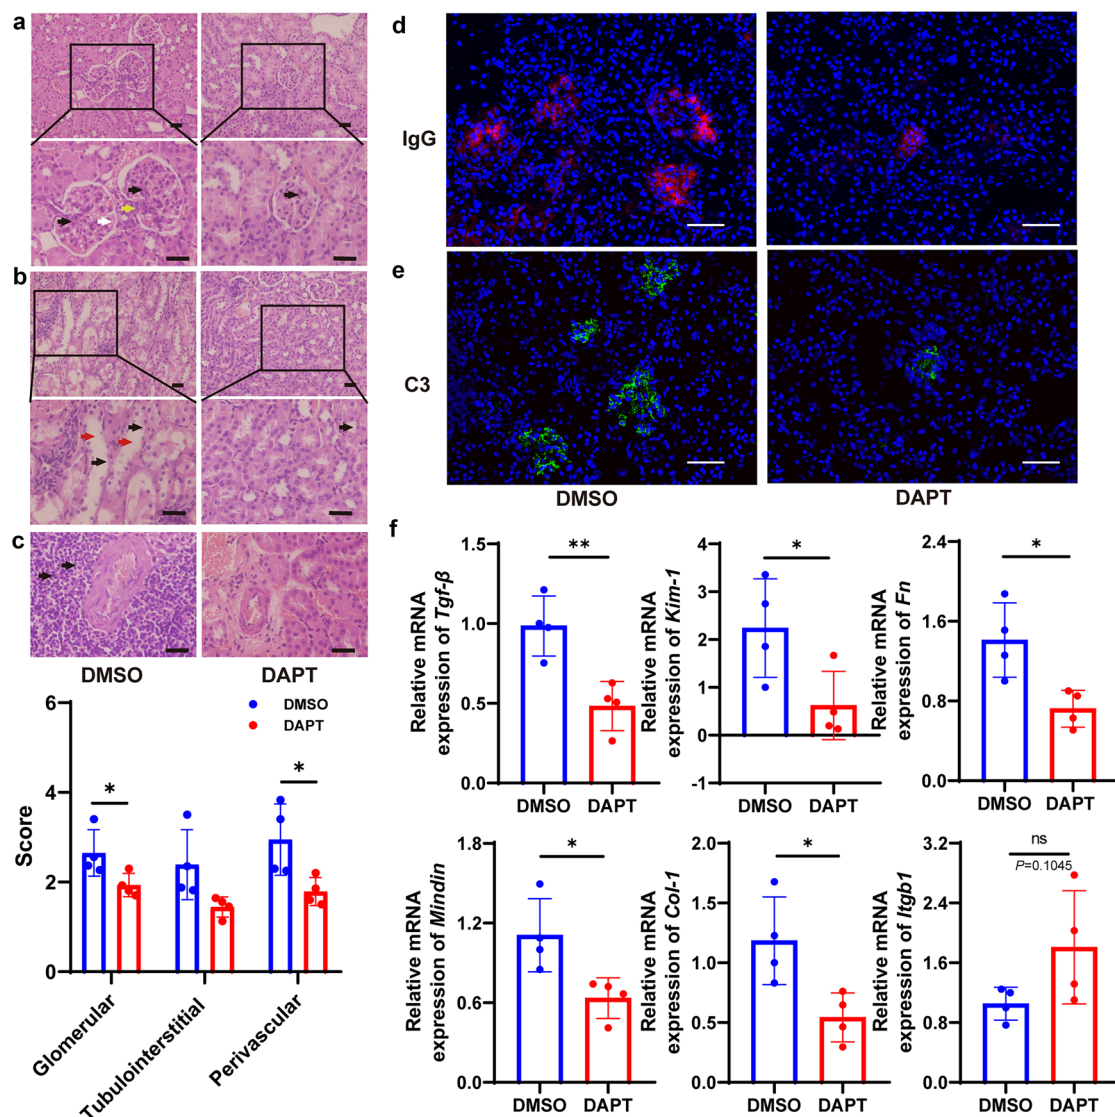 a
b
c
DMSO
DAPT
6
4
2
0
Score
DMSO
DAPT
*
*
Glomerular
Tubulointerstitial
Perivascular
d
IgG
e
C3
DMSO
DAPT
f
Relative mRNA
expression of Tgf-β
1.5
1.0
0.5
0.0
**
DMSO
DAPT
Relative mRNA
expression of Kim-1
4
3
2
1
0
-1
*
DMSO
DAPT
Relative mRNA
expression of Fn
2.4
1.6
0.8
0.0
*
DMSO
DAPT
Relative mRNA
expression of Mindin
1.8
1.2
0.6
0.0
*
DMSO
DAPT
Relative mRNA
expression of Col-1
2.0
1.5
1.0
0.5
0.0
*
DMSO
DAPT
Relative mRNA
expression of Itgb1
3.2
2.4
1.6
0.8
0.0
ns
P=0.1045
DMSO
DAPT